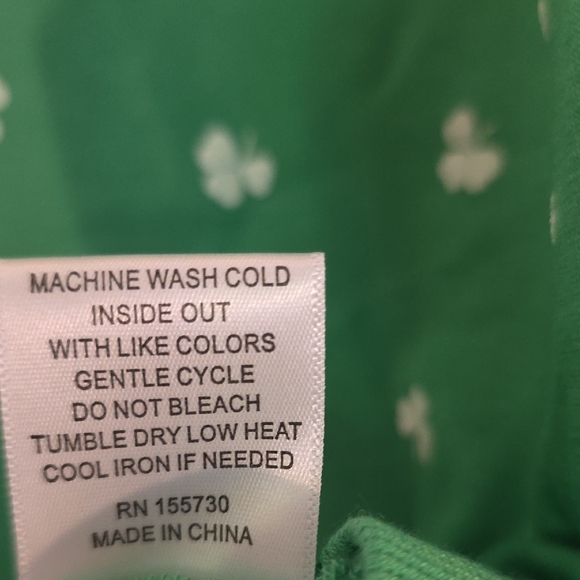 MACHINE WASH COLD
INSIDE OUT
WITH LIKE COLORS
GENTLE CYCLE
DO NOT BLEACH
TUMBLE DRY LOW HEAT
COOL IRON IF NEEDED
RN 155730
MADE IN CHINA